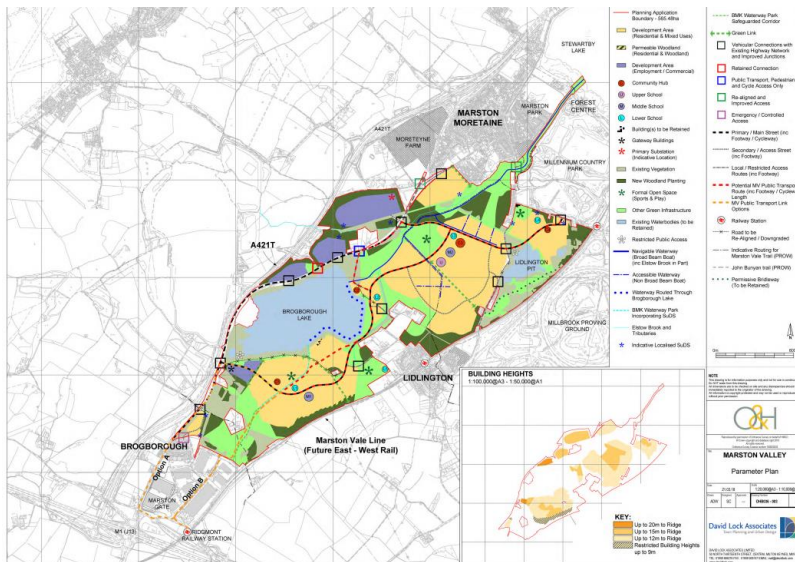 STEWARTBY
LAKE
MARSTON
MORETAINE
MARSTON
PARK
FOREST
CENTRE
A421T
MORETEYNE
FARM
MILLENNIUM COUNTRY
PARK
A421T
LIDLINGTON
PIT
BROGBOROUGH
LAKE
MILLBROOK PROVING
GROUND
LIDLINGTON
BROGBOROUGH
Marston Vale Line
(Future East - West Rail)
Option A
Option B
MARSTON
GATE
M1 (J13)
RIDGMONT
RAILWAY STATION
BUILDING HEIGHTS
1:100,000@A3 - 1:50,000@A1
KEY:
Up to 20m to Ridge
Up to 15m to Ridge
Up to 12m to Ridge
Restricted Building Heights
up to 9m
Planning Application
Development Area
(Residential & Mixed Uses)
Permeable Woodland
(Residential & Woodland)
Development Area
(Employment / Commercial)
Community Hub
Upper School
Middle School
Lower School
Building(s) to be Retained
Gateway Buildings
Primary Substation
(Indicative Location)
Existing Vegetation
New Woodland Planting
Formal Open Space
(Sports & Play)
Other Green Infrastructure
Existing Waterbodies (to be
Retained)
Restricted Public Access
Navigable Waterway
(Broad Beam Boat)
(inc Elstow Brook in Part)
Accessible Waterway
(Non Broad Beam Boat)
Waterway Routed Through
Brogborough Lake
BMK Waterway Park
Incorporating SuDS
Elstow Brook and
Tributaries
Indicative Localised SuDS
BMK Waterway Park
Safeguarded Corridor
Green Link
Vehicular Connections with
Existing Highway Network
and Improved Junctions
Retained Connection
Public Transport, Pedestrian
and Cycle Access Only
Re-aligned and
Improved Access
Emergency / Controlled
Access
Primary / Main Street (inc
Footway / Cycleway)
Secondary / Access Street
(inc Footway)
Local / Restricted Access
Routes (inc Footway)
Potential MV Public Transport
Route (inc Footway / Cycleway)
Length
MV Public Transport Link
Options
Railway Station
Road to be
Re-Aligned / Downgraded
Indicative Routing for
Marston Vale Trail (PROW)
John Bunyan trail (PROW)
Permissive Bridleway
(To be Retained)
NOTE
O&H
MARSTON VALLEY
Parameter Plan
David Lock Associates
Town Planning and Urban Design
DAVID LOCK ASSOCIATES LIMITED